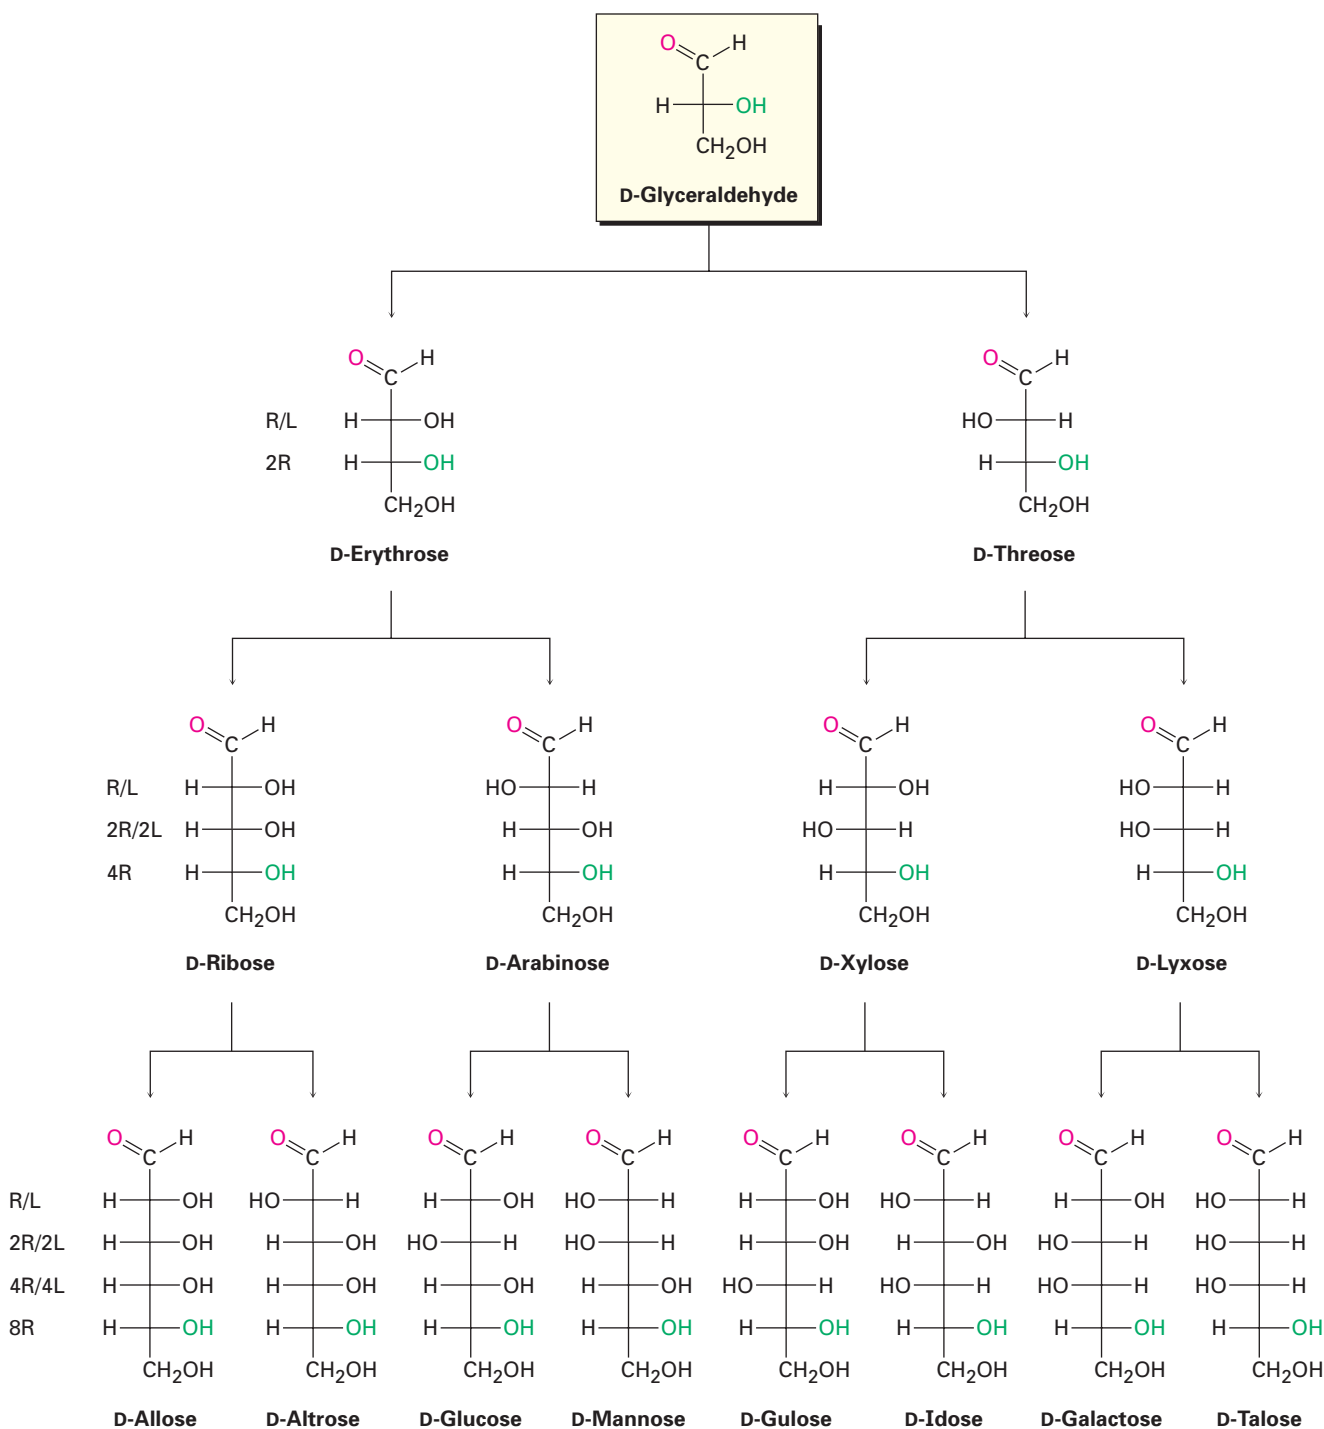 O H
C
H OH
CH₂OH
D-Glyceraldehyde
O H O H
C C
R/L H OH HO H
2R H OH H OH
CH₂OH CH₂OH
D-Erythrose D-Threose
O H O H O H O H
C C C C
R/L H OH HO H H OH HO H
2R/2L H OH H OH HO H HO H
4R H OH H OH H OH H OH
CH₂OH CH₂OH CH₂OH CH₂OH
D-Ribose D-Arabinose D-Xylose D-Lyxose
O H O H O H O H O H O H O H O H
C C C C C C C C
R/L H OH HO H H OH HO H H OH HO H H OH HO H
2R/2L H OH H OH HO H HO H H OH H OH HO H HO H
4R/4L H OH H OH H OH H OH HO H HO H HO H HO H
8R H OH H OH H OH H OH H OH H OH H OH H OH
CH₂OH CH₂OH CH₂OH CH₂OH CH₂OH CH₂OH CH₂OH CH₂OH
D-Allose D-Altrose D-Glucose D-Mannose D-Gulose D-Idose D-Galactose D-Talose